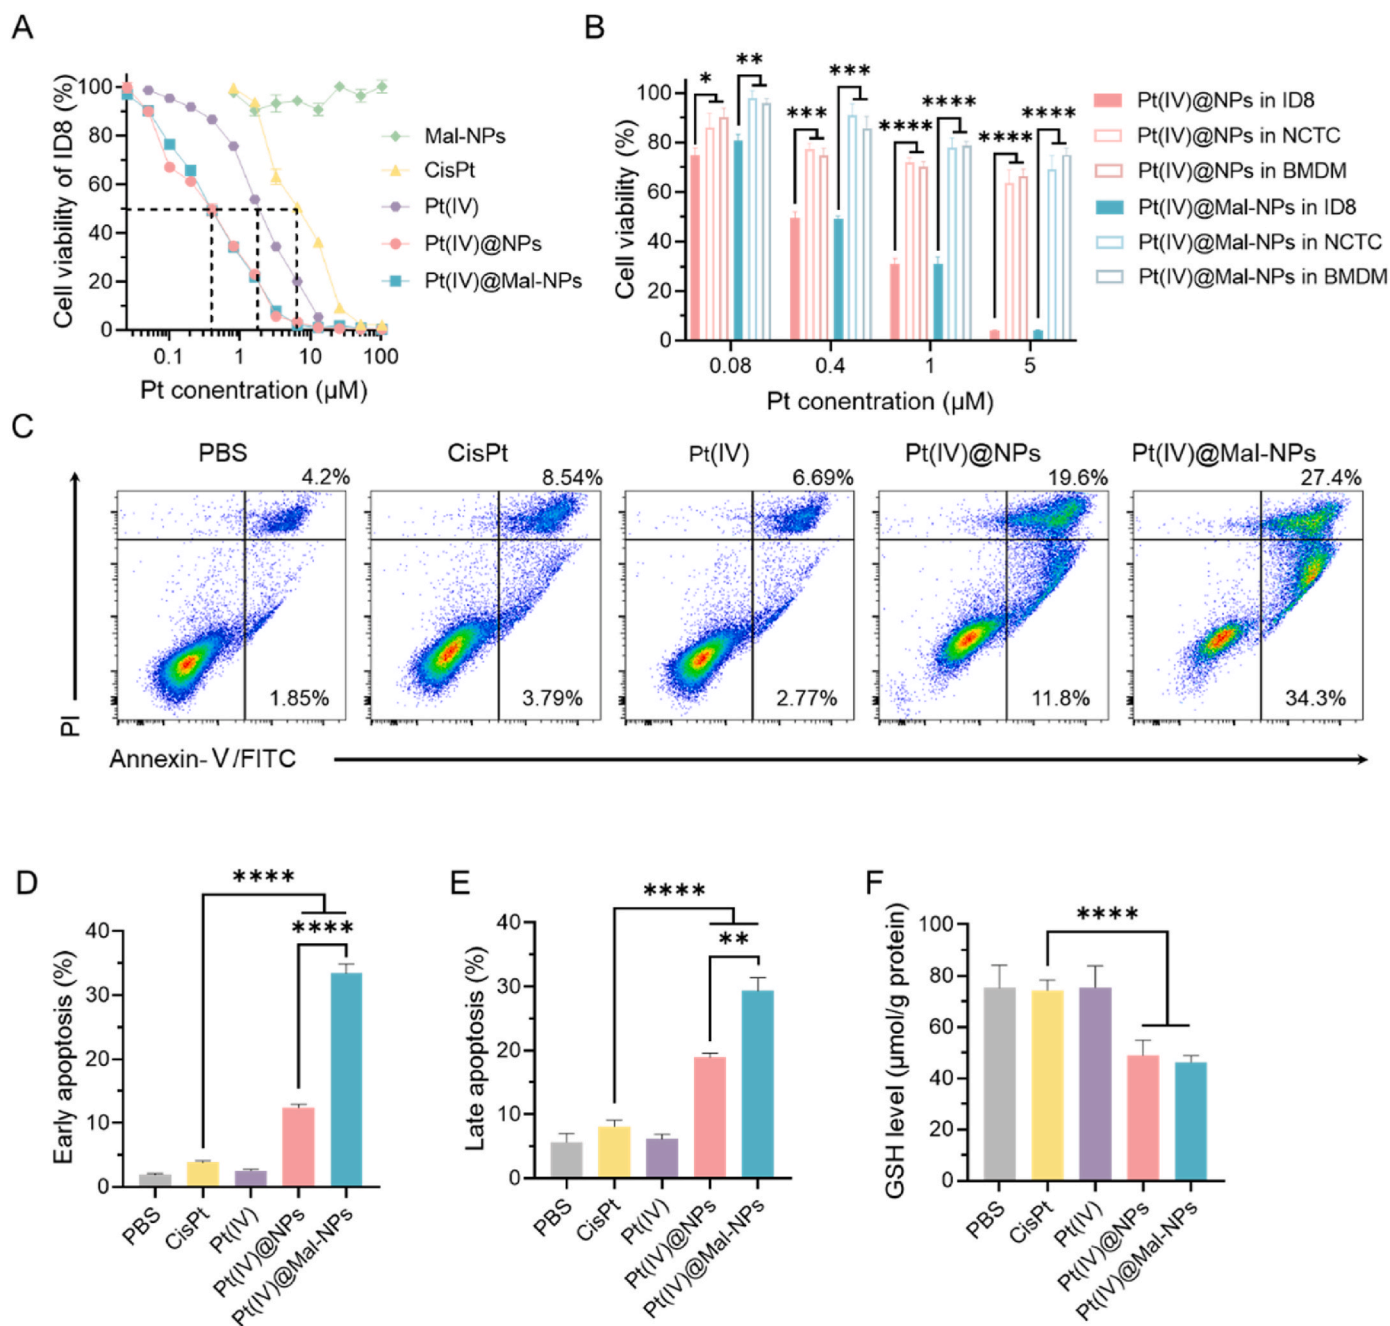 A
Cell viability of ID8 (%)
100
80
60
40
20
0
0.1
1
10
100
Pt conentration (μM)
Mal-NPs
CisPt
Pt(IV)
Pt(IV)@NPs
Pt(IV)@Mal-NPs
B
Cell viability (%)
100
80
60
40
20
0
*
**
***
***
****
****
****
****
0.08
0.4
1
5
Pt conentration (μM)
Pt(IV)@NPs in ID8
Pt(IV)@NPs in NCTC
Pt(IV)@NPs in BMDM
Pt(IV)@Mal-NPs in ID8
Pt(IV)@Mal-NPs in NCTC
Pt(IV)@Mal-NPs in BMDM
C
PBS
CisPt
Pt(IV)
Pt(IV)@NPs
Pt(IV)@Mal-NPs
4.2%
8.54%
6.69%
19.6%
27.4%
1.85%
3.79%
2.77%
11.8%
34.3%
PI
Annexin-V/FITC
D
Early apoptosis (%)
40
30
20
10
0
****
****
PBS
CisPt
Pt(IV)
Pt(IV)@NPs
Pt(IV)@Mal-NPs
E
Late apoptosis (%)
40
30
20
10
0
****
**
PBS
CisPt
Pt(IV)
Pt(IV)@NPs
Pt(IV)@Mal-NPs
F
GSH level (μmol/g protein)
100
80
60
40
20
0
****
PBS
CisPt
Pt(IV)
Pt(IV)@NPs
Pt(IV)@Mal-NPs